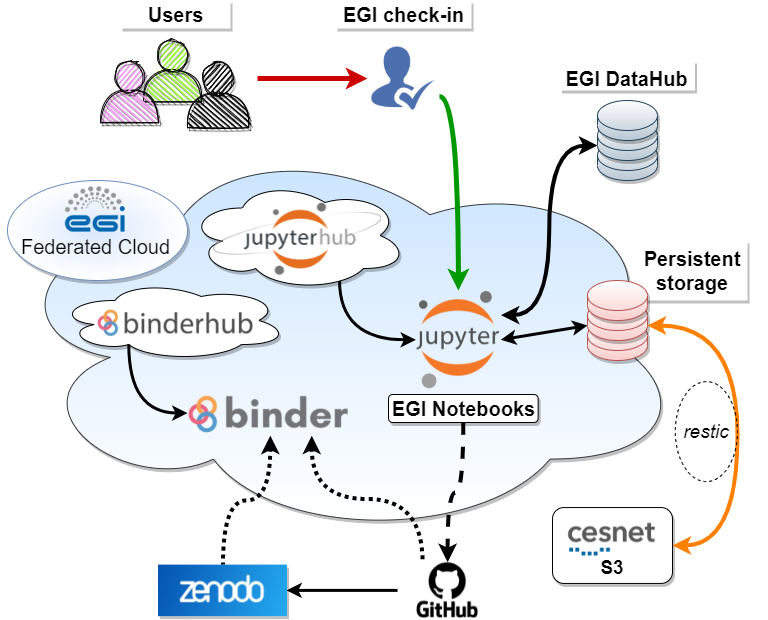 Users
EGI check-in
EGI DataHub
EGI
Federated Cloud
jupyterhub
Persistent
storage
binderhub
jupyter
binder
EGI Notebooks
restic
cesnet
S3
zenodo
GitHub